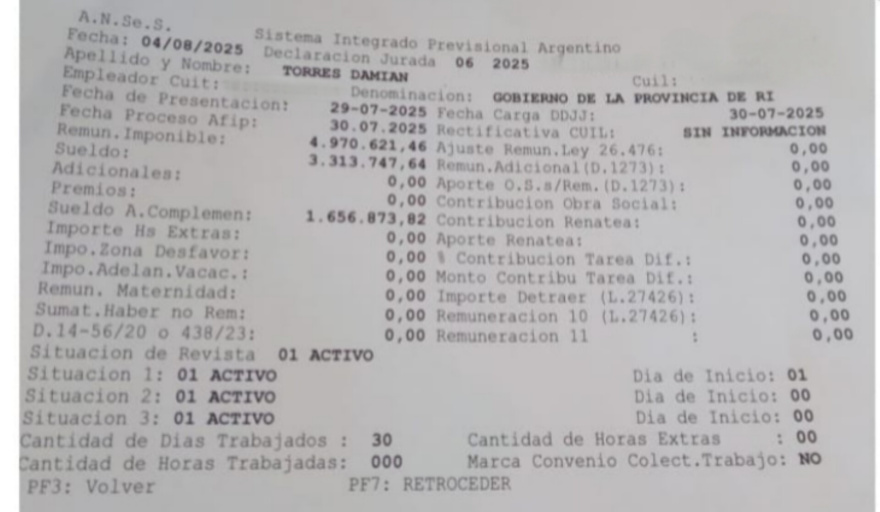 A.N.Se.S.
Sistema Integrado Previsional Argentino
Fecha: 04/08/2025 Declaracion Jurada 06 2025
Apellido y Nombre: TORRES DAMIAN Cuil:
Empleador Cuit: Denominacion: GOBIERNO DE LA PROVINCIA DE RI
Fecha de Presentacion: 29-07-2025 Fecha Carga DDJJ: 30-07-2025
Fecha Proceso Afip: 30.07.2025 Rectificativa CUIL: SIN INFORMACION
Remun.Imponible: 4.970.621,46 Ajuste Remun.Ley 26.476: 0,00
Sueldo: 3.313.747,64 Remun.Adicional(D.1273): 0,00
Adicionales: 0,00 Aporte O.S.s/Rem.(D.1273): 0,00
Premios: 0,00 Contribucion Obra Social: 0,00
Sueldo A.Complemen: 1.656.873,82 Contribucion Renatea: 0,00
Importe Hs Extras: 0,00 Aporte Renatea: 0,00
Impo.Zona Desfavor: 0,00 % Contribucion Tarea Dif.: 0,00
Impo.Adelan.Vacac.: 0,00 Monto Contribu Tarea Dif.: 0,00
Remun. Maternidad: 0,00 Importe Detraer (L.27426): 0,00
Sumat.Haber no Rem: 0,00 Remuneracion 10 (L.27426): 0,00
D.14-56/20 o 438/23: 0,00 Remuneracion 11 : 0,00
Situacion de Revista 01 ACTIVO
Situacion 1: 01 ACTIVO Dia de Inicio: 01
Situacion 2: 01 ACTIVO Dia de Inicio: 00
Situacion 3: 01 ACTIVO Dia de Inicio: 00
Cantidad de Dias Trabajados : 30 Cantidad de Horas Extras : 00
Cantidad de Horas Trabajadas: 000 Marca Convenio Colect.Trabajo: NO
PF3: Volver PF7: RETROCEDER